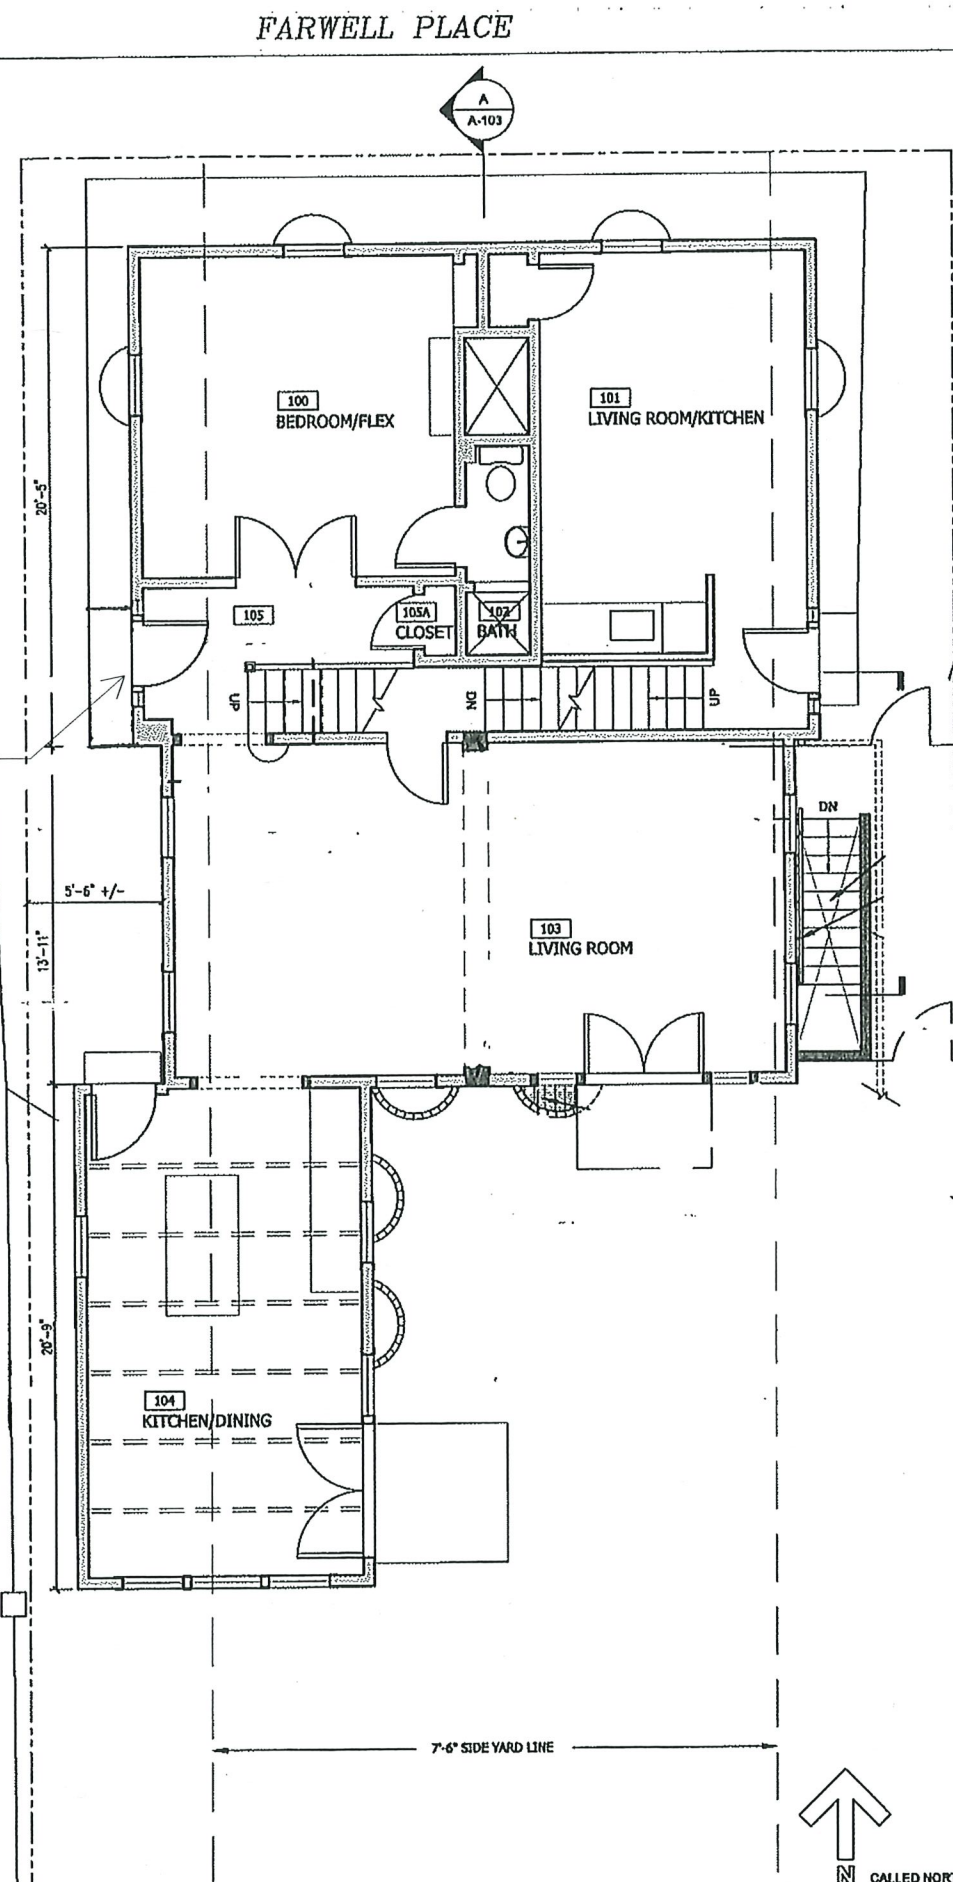 FARWELL PLACE
A
A-103
100
BEDROOM/FLEX
101
LIVING ROOM/KITCHEN
20'-5"
105
105A
CLOSET
102
BATH
UP
DN
UP
DN
5'-6" +/-
13'-11"
103
LIVING ROOM
20'-9"
104
KITCHEN/DINING
7'-6" SIDE YARD LINE
N
CALLED NORT